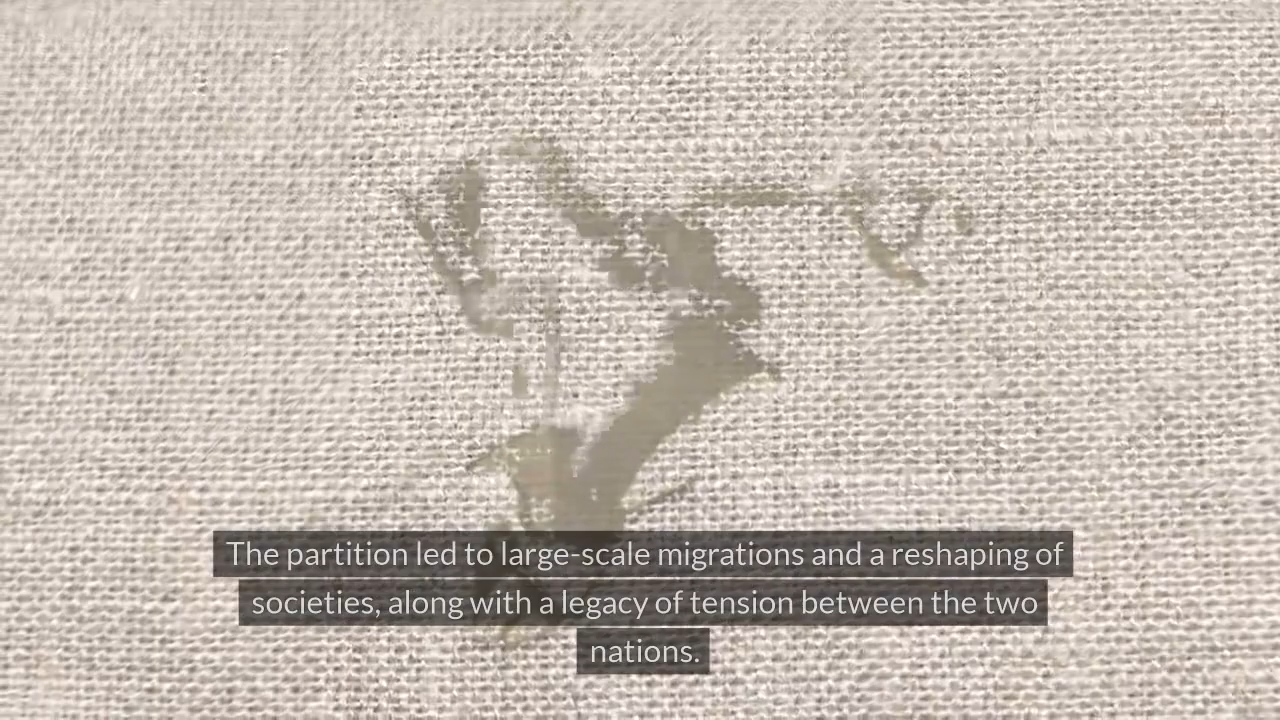 The partition led to large-scale migrations and a reshaping of
societies, along with a legacy of tension between the two
nations.